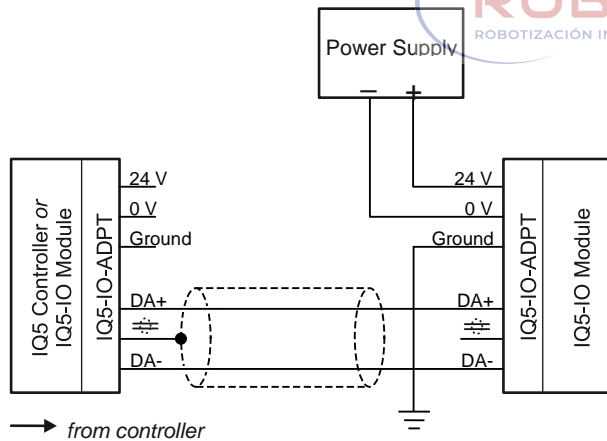 ROB
ROBOTIZACIÓN IN
Power Supply
− +
24 V
0 V
Ground
DA+
DA-
IQ5 Controller or
IQ5-IO Module
IQ5-IO-ADPT
24 V
0 V
Ground
DA+
DA-
IQ5-IO-ADPT
IQ5-IO Module
from controller